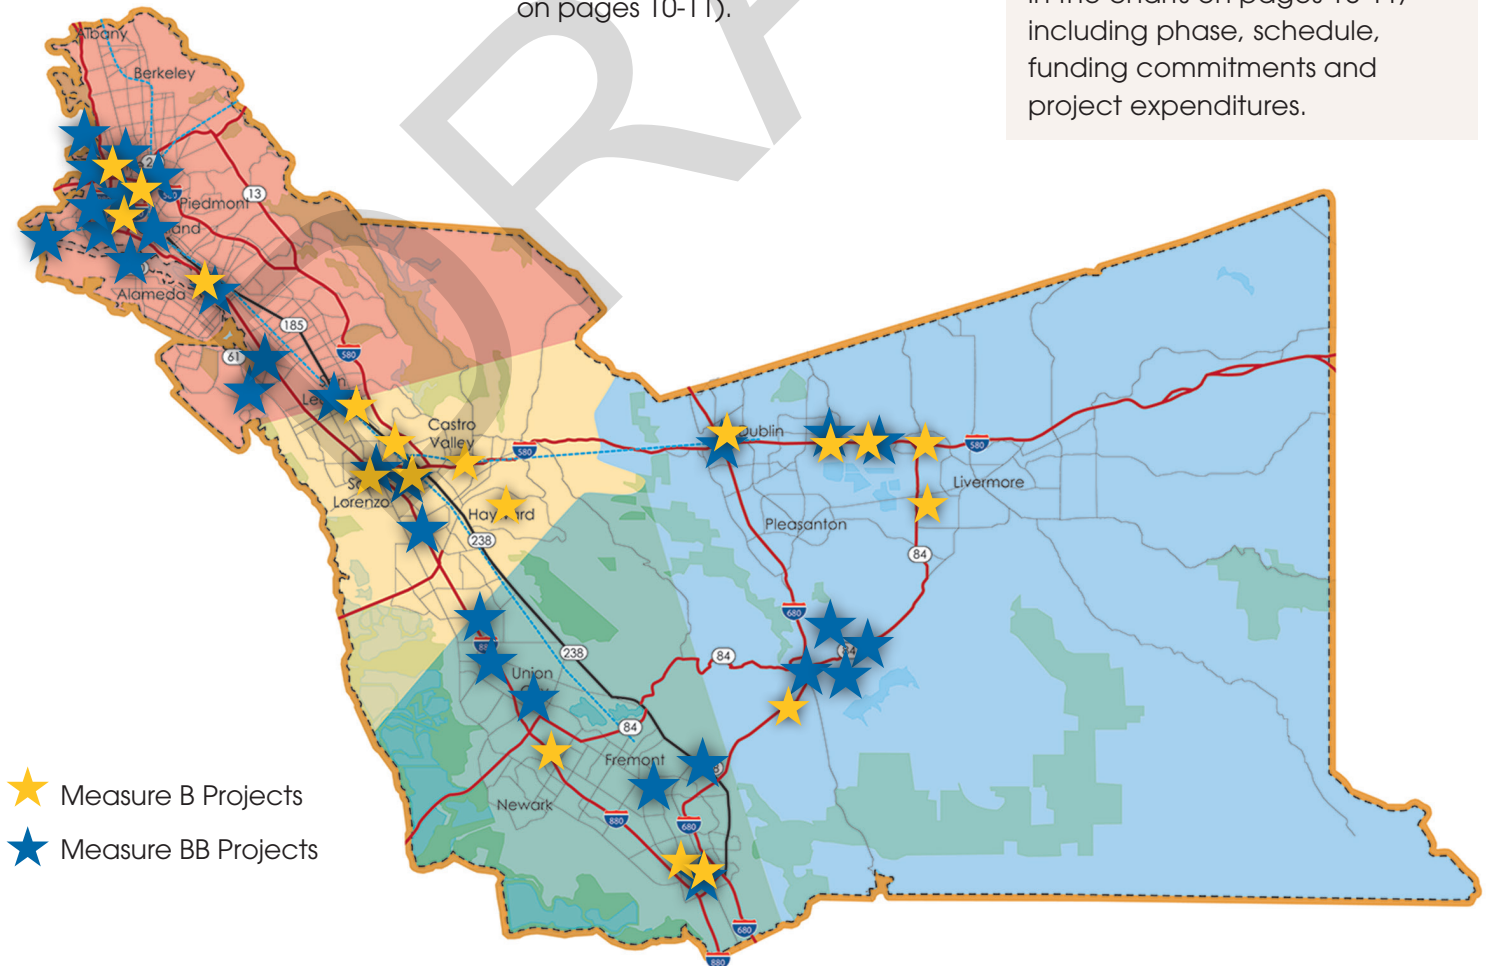 on pages 10-11).
including phase, schedule,
funding commitments and
project expenditures.
Albany
Berkeley
13
Piedmont
Alameda
185
61
580
Castro
Valley
580
Dublin
580
Lorenzo
Livermore
Pleasanton
238
84
680
238
84
84
Union
84
Fremont
Newark
880
680
680
880
Measure B Projects
Measure BB Projects